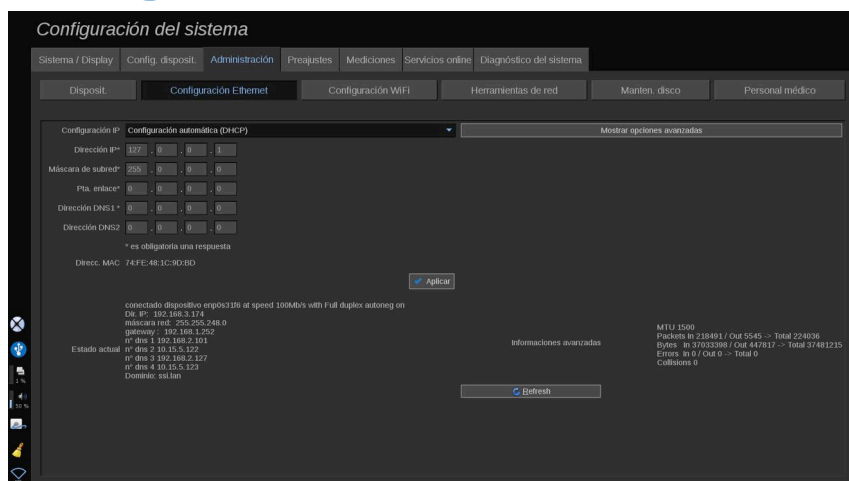 Configuración del sistema
Sistema / Display Config. disposit. Administración Preajustes Mediciones Servicios online Diagnóstico del sistema
Disposit. Configuración Ethernet Configuración WiFi Herramientas de red Manten. disco Personal médico
Configuración IP Configuración automática (DHCP) Mostrar opciones avanzadas
Dirección IP* 127 . 0 . 0 . 1
Máscara de subred* 255 . 0 . 0 . 0
Pta. enlace* 0 . 0 . 0 . 0
Dirección DNS1 * 0 . 0 . 0 . 0
Dirección DNS2 0 . 0 . 0 . 0
* es obligatoria una respuesta
Direcc. MAC 74:FE:48:1C:9D:BD
Aplicar
Estado actual
conectado dispositivo enp0s31f6 at speed 100Mb/s with Full duplex autoneg on
Dir. IP: 192.168.3.174
máscara red: 255.255.248.0
gateway : 192.168.1.252
n° dns 1 192.168.2.101
n° dns 2 10.15.5.122
n° dns 3 192.168.2.127
n° dns 4 10.15.5.123
Dominio: ssi.lan
Informaciones avanzadas
MTU 1500
Packets In 218491 / Out 5545 -> Total 224036
Bytes In 37033398 / Out 447817 -> Total 37481215
Errors In 0 / Out 0 -> Total 0
Collisions 0
Refresh
1 %
50 %